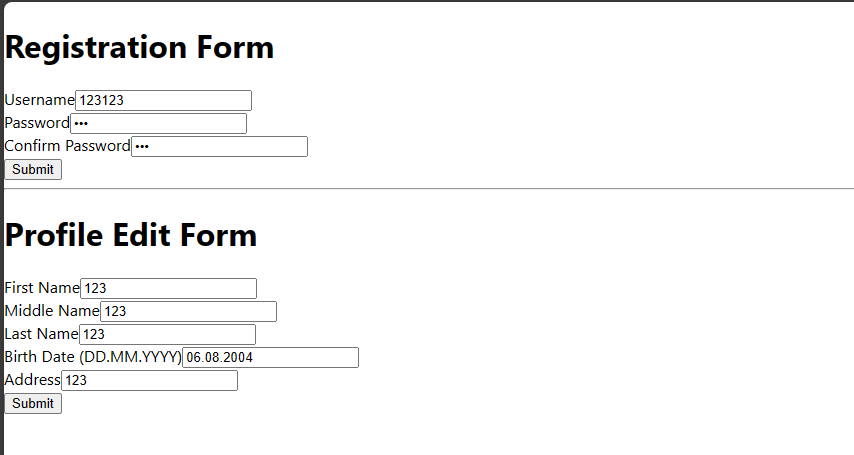 Registration Form
Username 123123
Password •••
Confirm Password •••
Submit
Profile Edit Form
First Name 123
Middle Name 123
Last Name 123
Birth Date (DD.MM.YYYY) 06.08.2004
Address 123
Submit